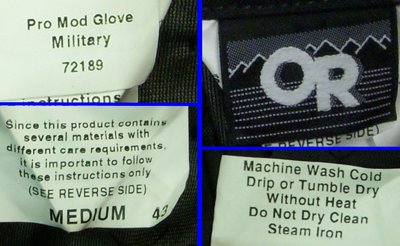 Pro Mod Glove
Military
72189
instructions
Since this product contains
several materials with
different care requirements,
it is important to follow
these instructions only
(SEE REVERSE SIDE)
MEDIUM 43
OR
(SEE REVERSE SIDE)
Machine Wash Cold
Drip or Tumble Dry
Without Heat
Do Not Dry Clean
Steam Iron